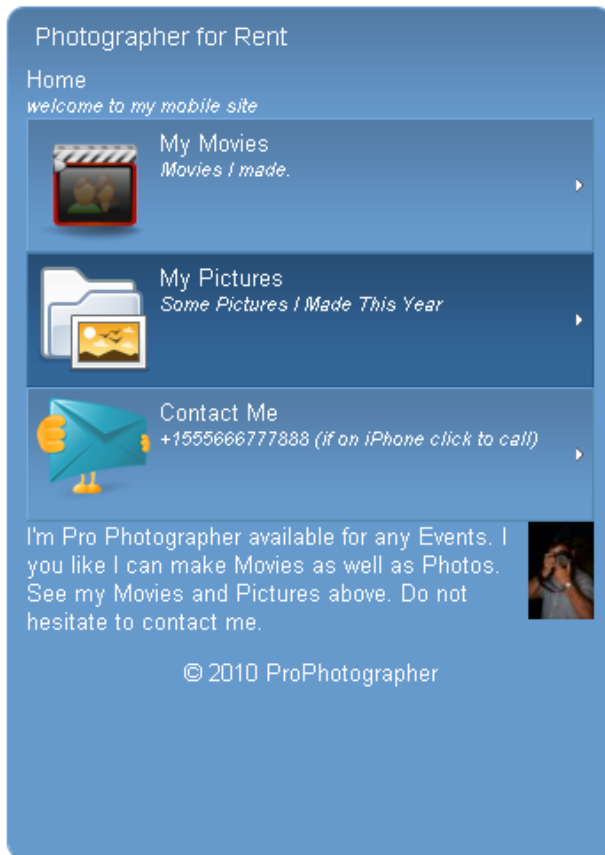 Photographer for Rent
Home
welcome to my mobile site
My Movies
Movies I made.
My Pictures
Some Pictures I Made This Year
Contact Me
+1555666777888 (if on iPhone click to call)
I'm Pro Photographer available for any Events. I
you like I can make Movies as well as Photos.
See my Movies and Pictures above. Do not
hesitate to contact me.
© 2010 ProPhotographer